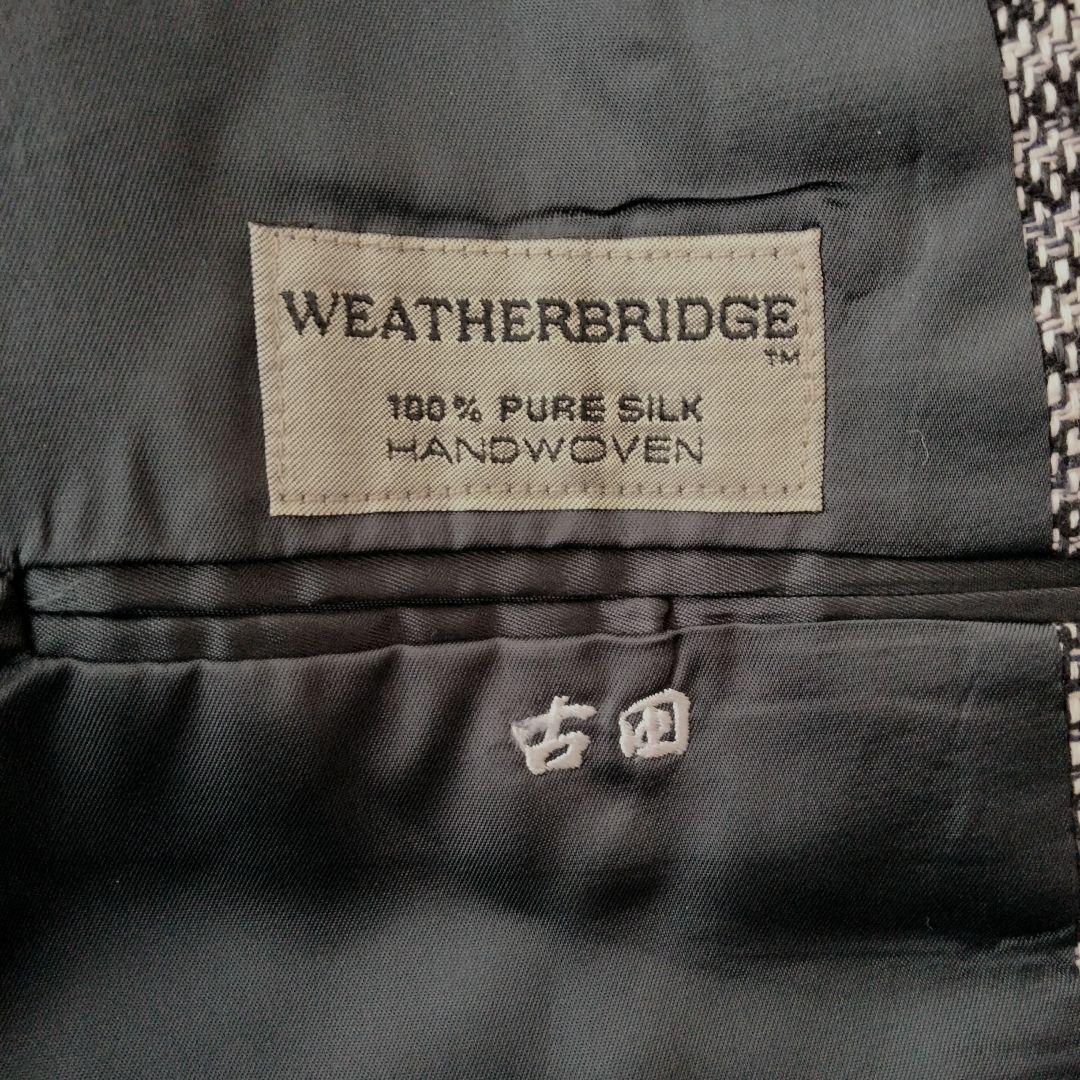 WEATHERBRIDGE
TM
100% PURE SILK
HANDWOVEN
古田